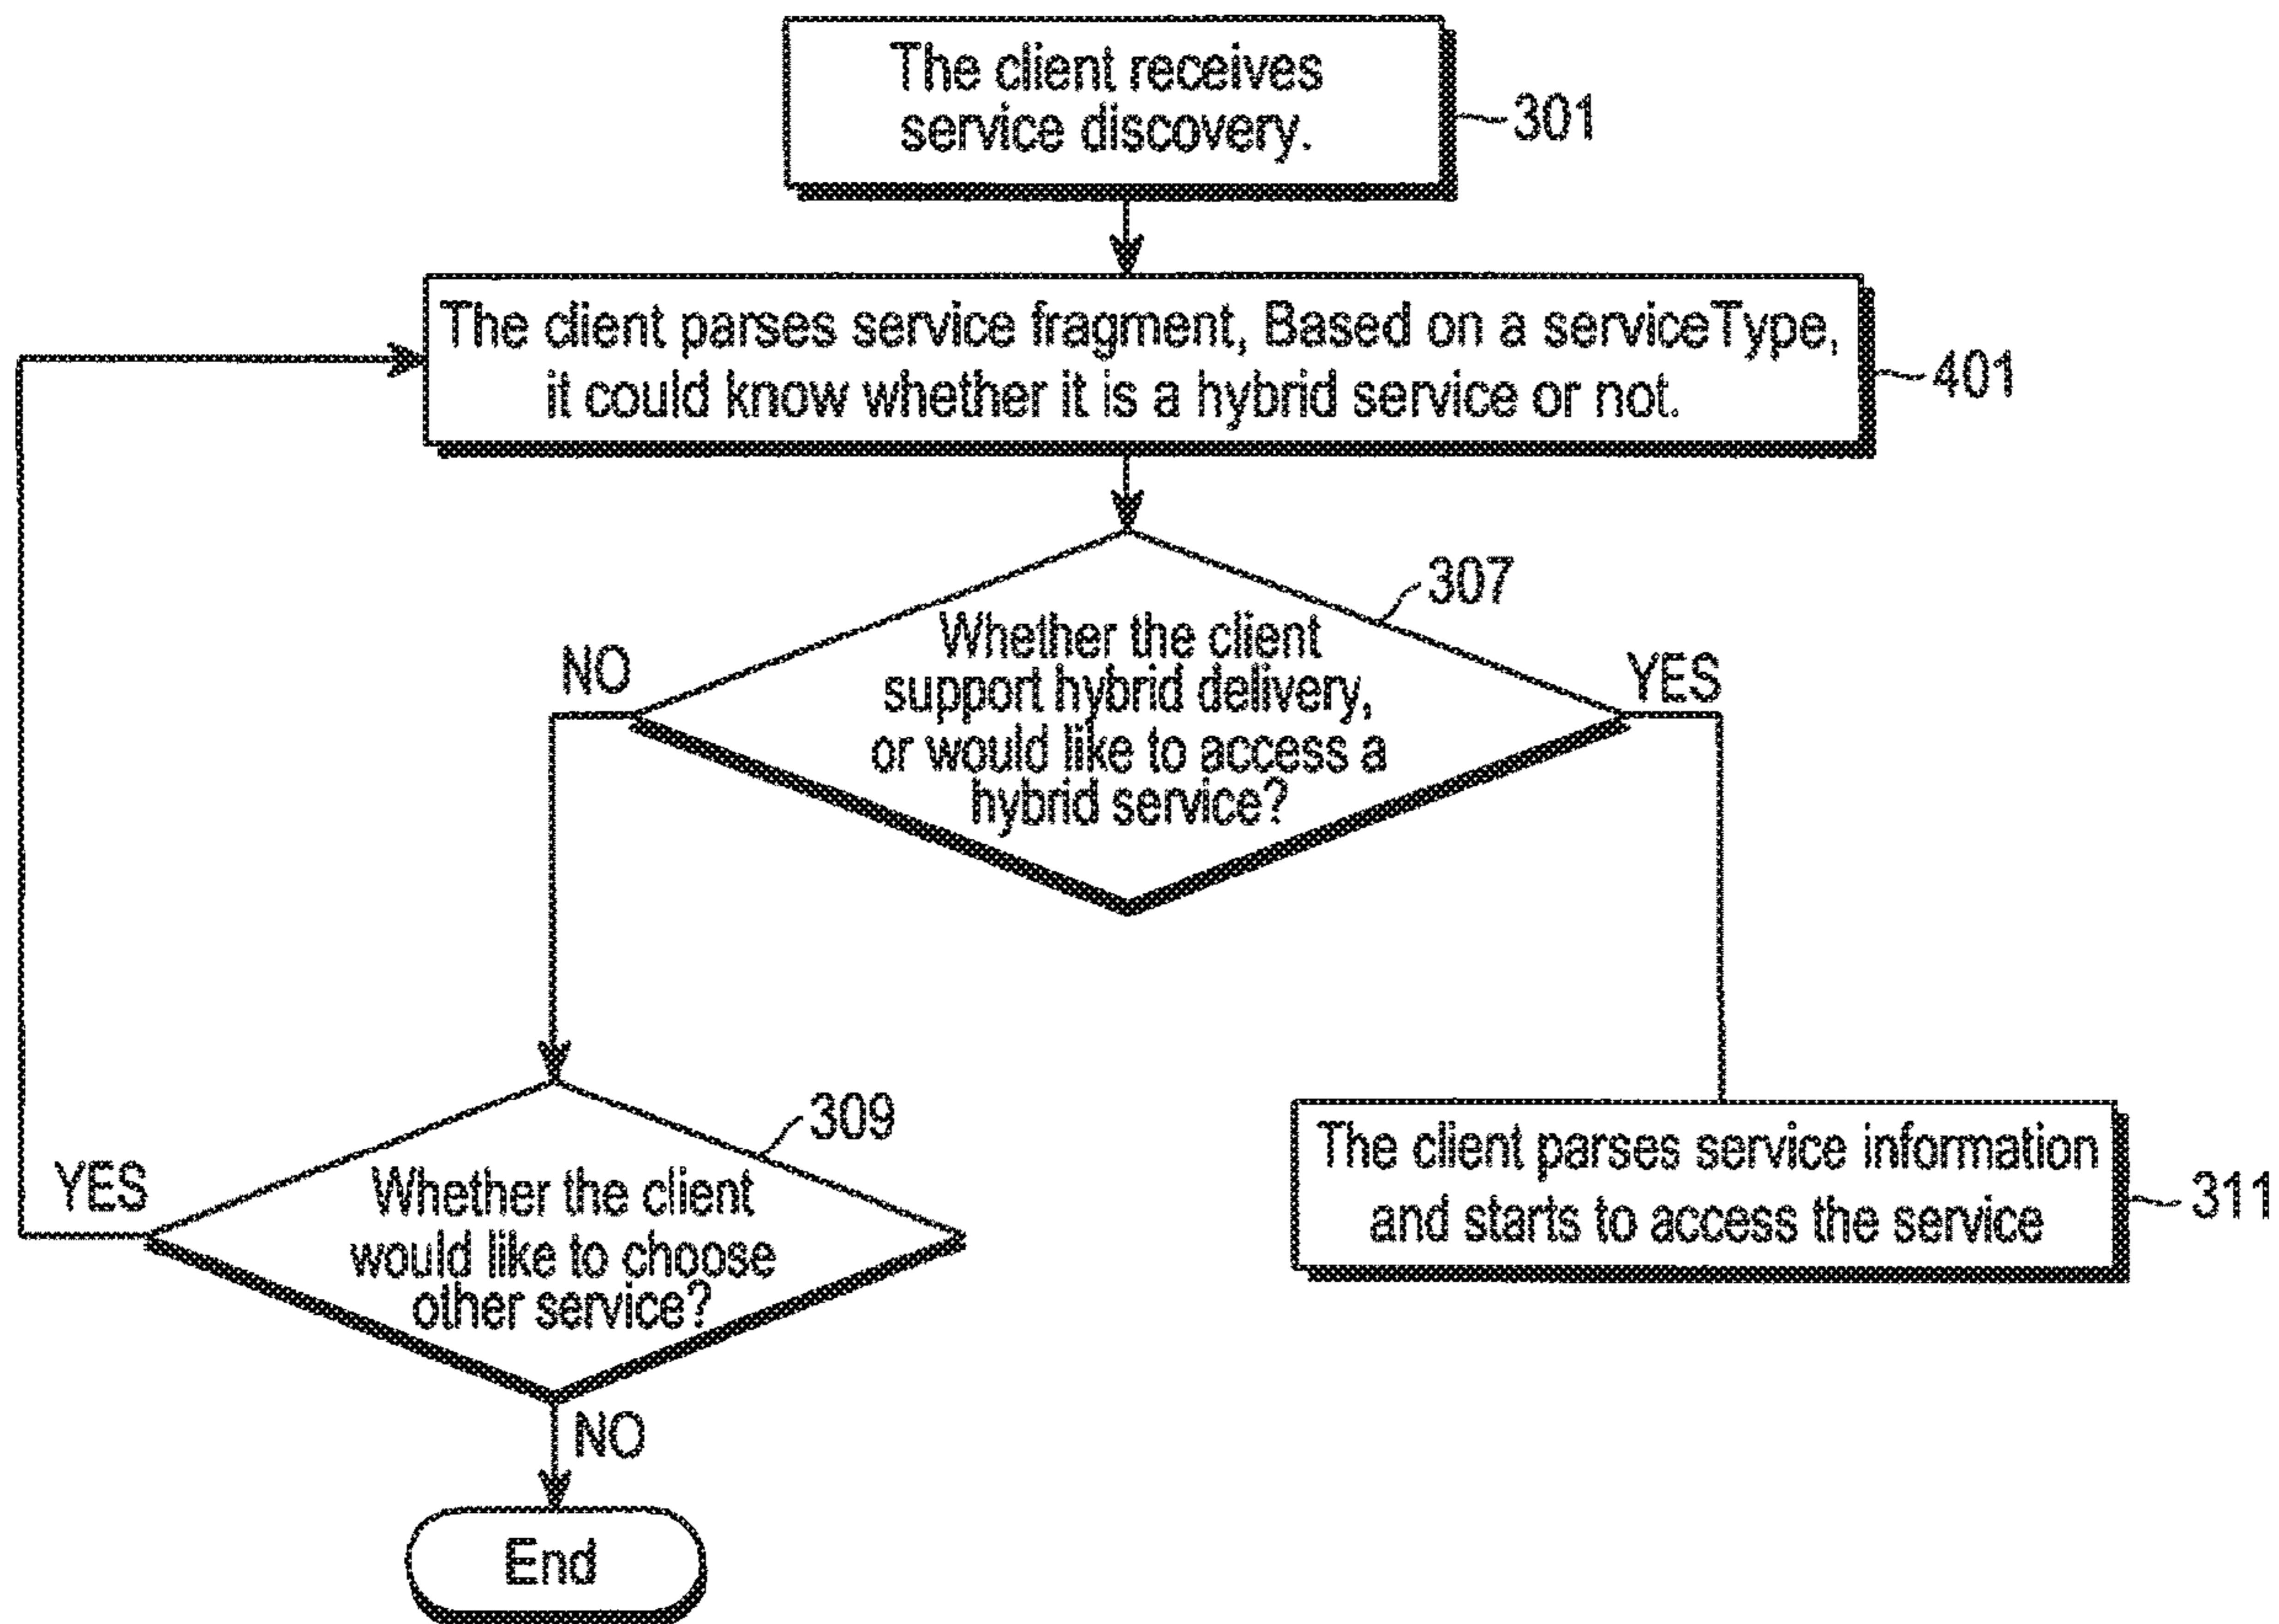 The client receives
service discovery.
301
The client parses service fragment, Based on a serviceType,
it could know whether it is a hybrid service or not.
401
307
Whether the client
support hybrid delivery,
or would like to access a
hybrid service?
NO
YES
309
Whether the client
would like to choose
other service?
YES
NO
The client parses service information
and starts to access the service
311
End